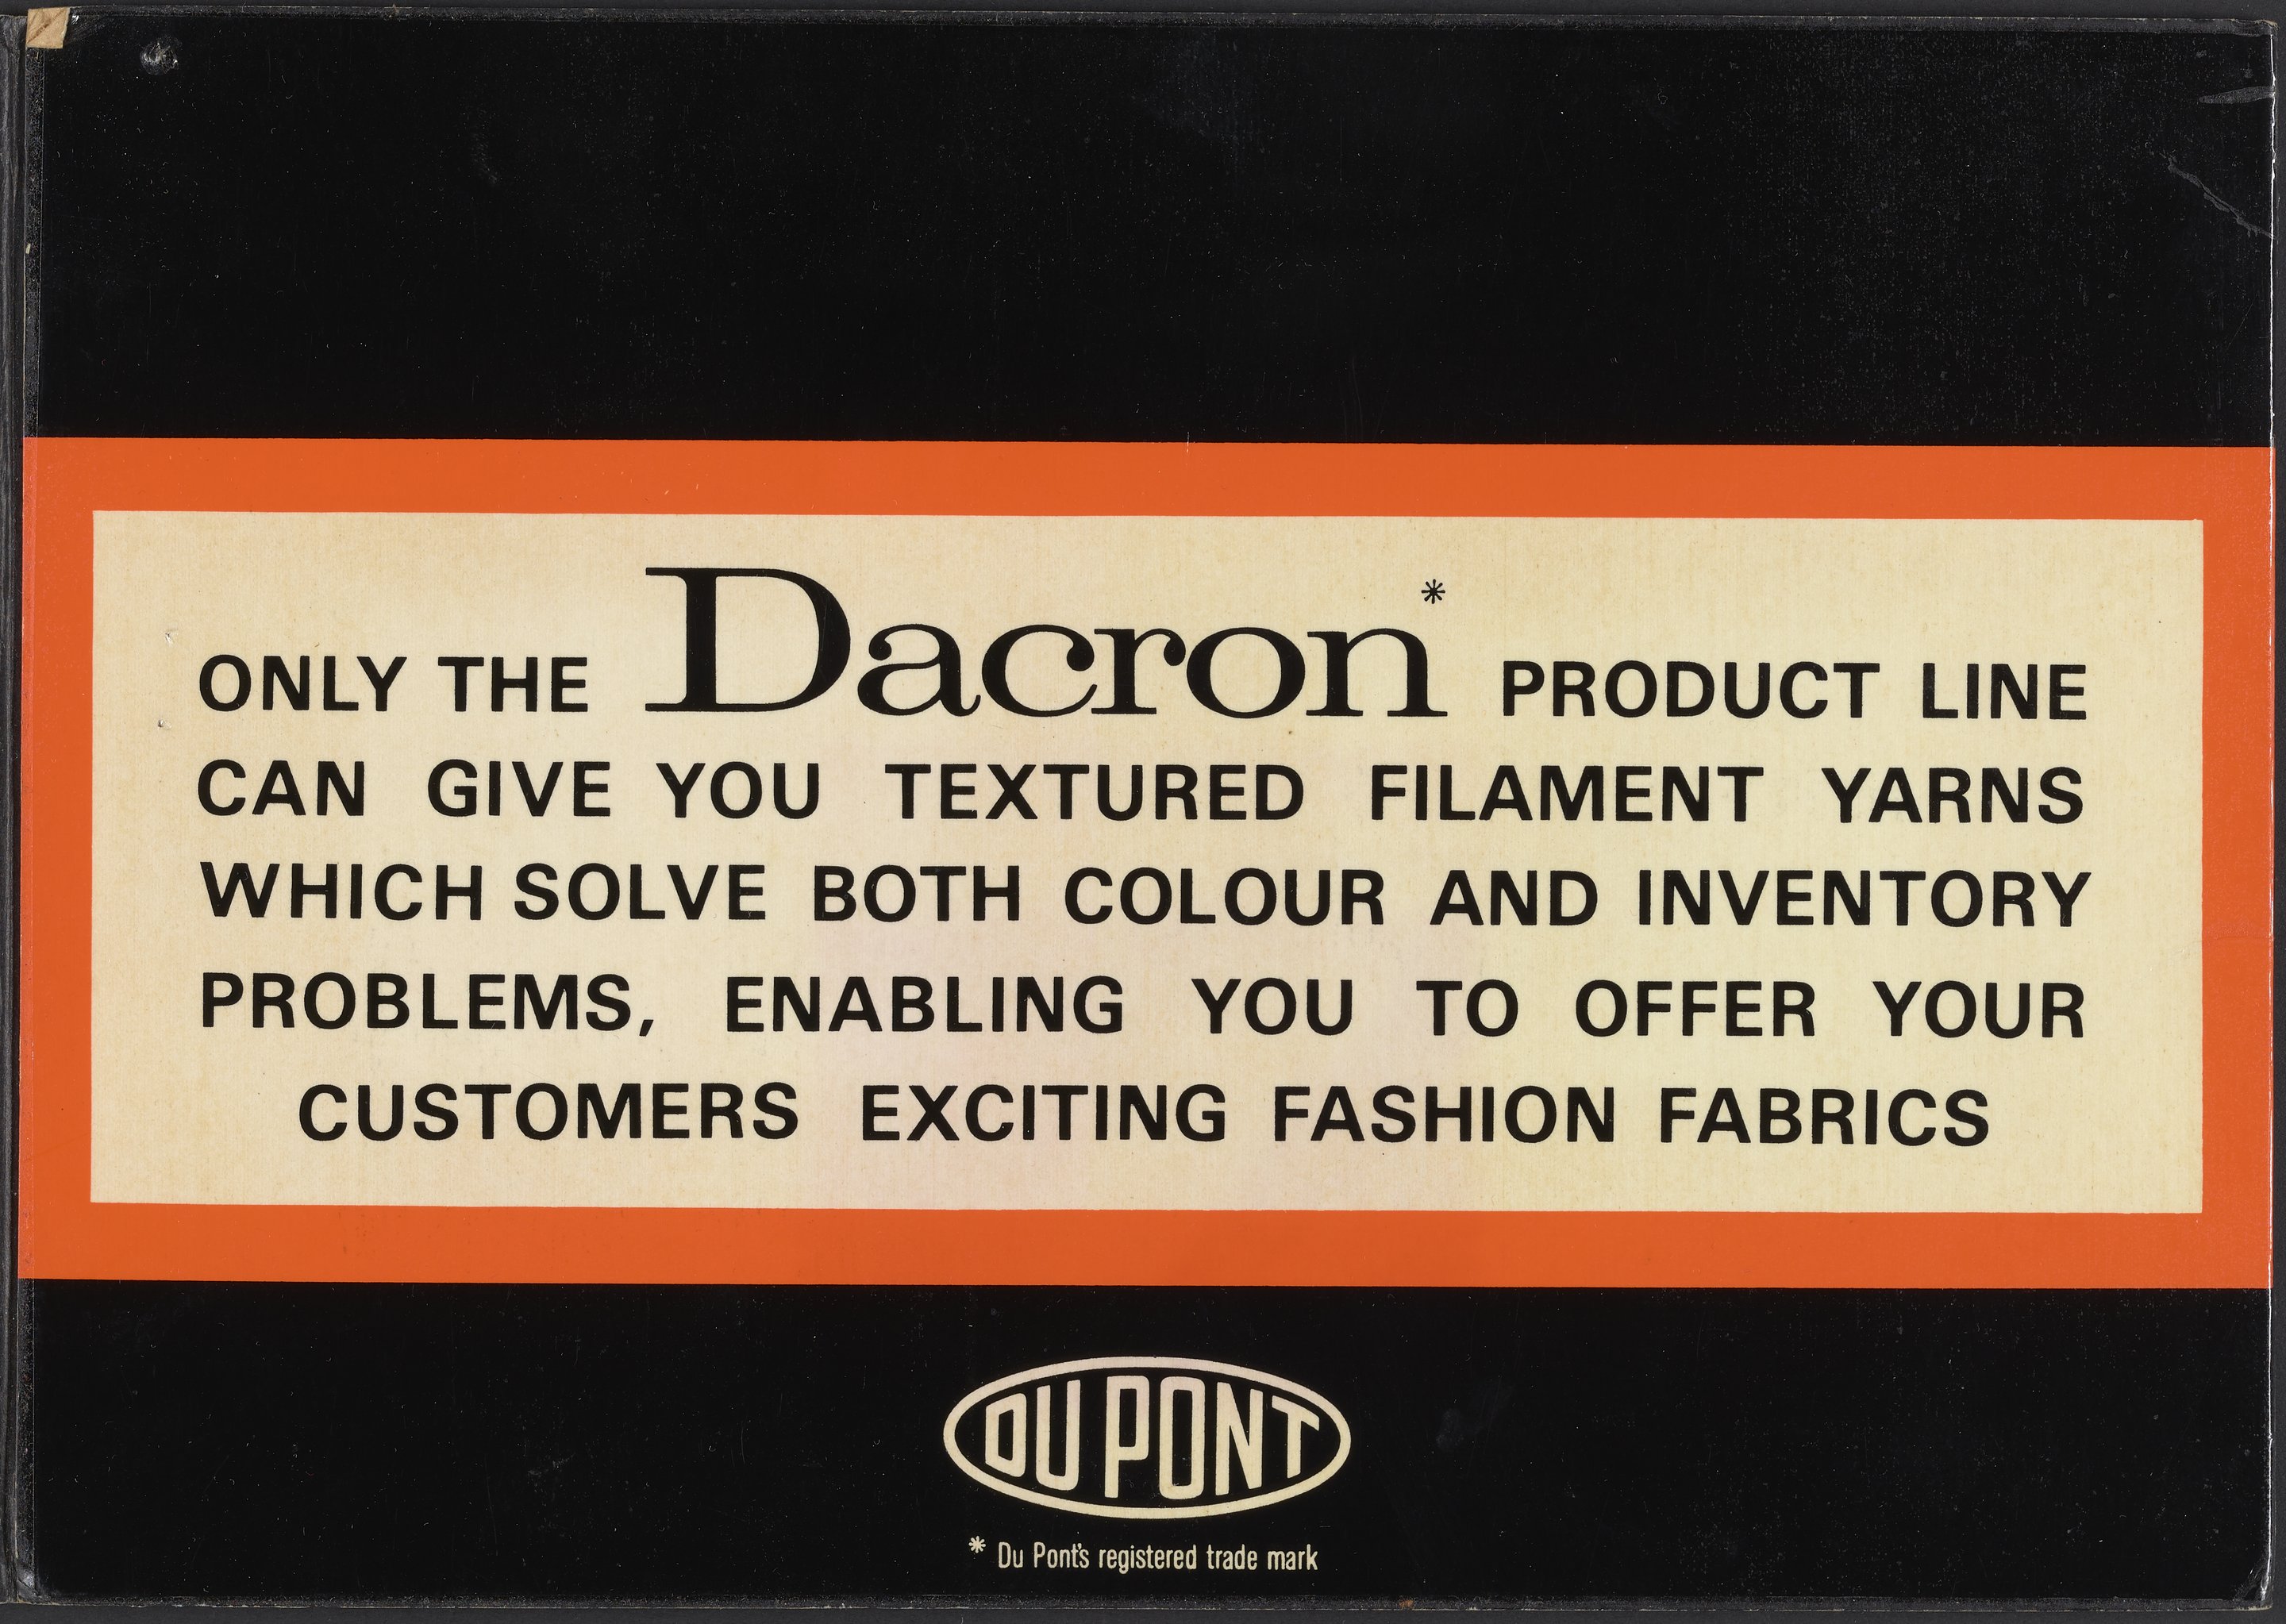 ONLY THE Dacron* PRODUCT LINE
CAN GIVE YOU TEXTURED FILAMENT YARNS
WHICH SOLVE BOTH COLOUR AND INVENTORY
PROBLEMS, ENABLING YOU TO OFFER YOUR
CUSTOMERS EXCITING FASHION FABRICS
DU PONT
* Du Pont's registered trade mark